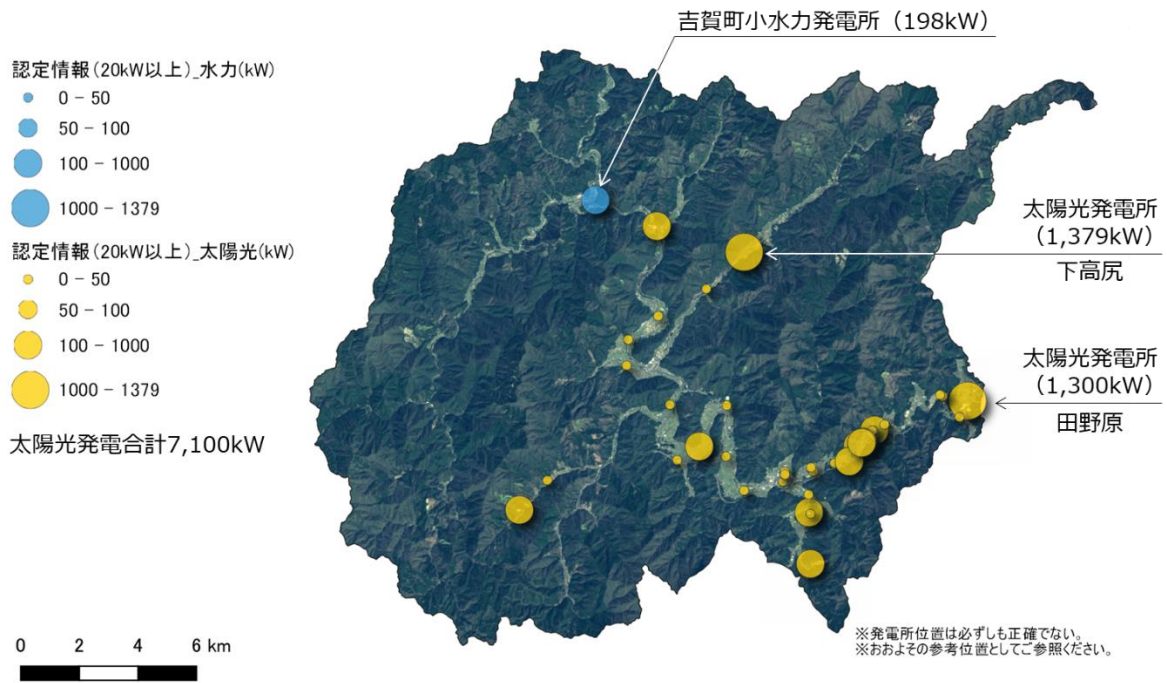 吉賀町小水力発電所（198kW）
認定情報(20kW以上)_水力(kW)
0 – 50
50 – 100
100 – 1000
1000 – 1379
認定情報(20kW以上)_太陽光(kW)
0 – 50
50 – 100
100 – 1000
1000 – 1379
太陽光発電合計7,100kW
太陽光発電所
（1,379kW）
下高尻
太陽光発電所
（1,300kW）
田野原
0 2 4 6 km
※発電所位置は必ずしも正確でない。
※おおよその参考位置としてご参照ください。